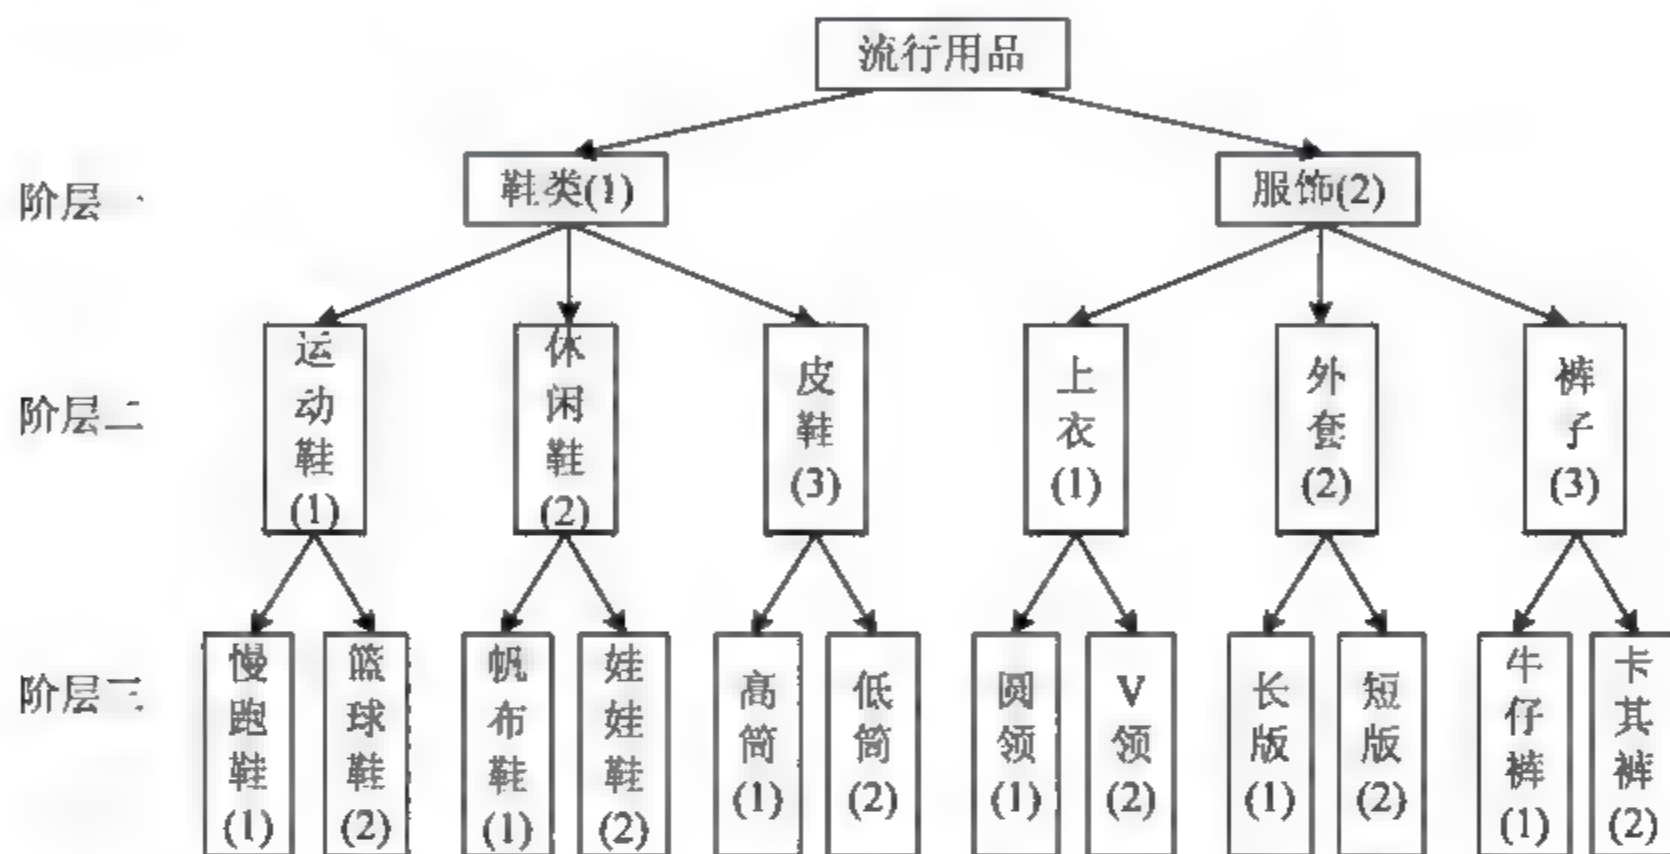 流行用品
阶层一
鞋类(1)
服饰(2)
阶层二
运动鞋(1)
休闲鞋(2)
皮鞋(3)
上衣(1)
外套(2)
裤子(3)
阶层三
慢跑鞋(1)
篮球鞋(2)
帆布鞋(1)
娃娃鞋(2)
高筒(1)
低筒(2)
圆领(1)
V领(2)
长版(1)
短版(2)
牛仔裤(1)
卡其裤(2)